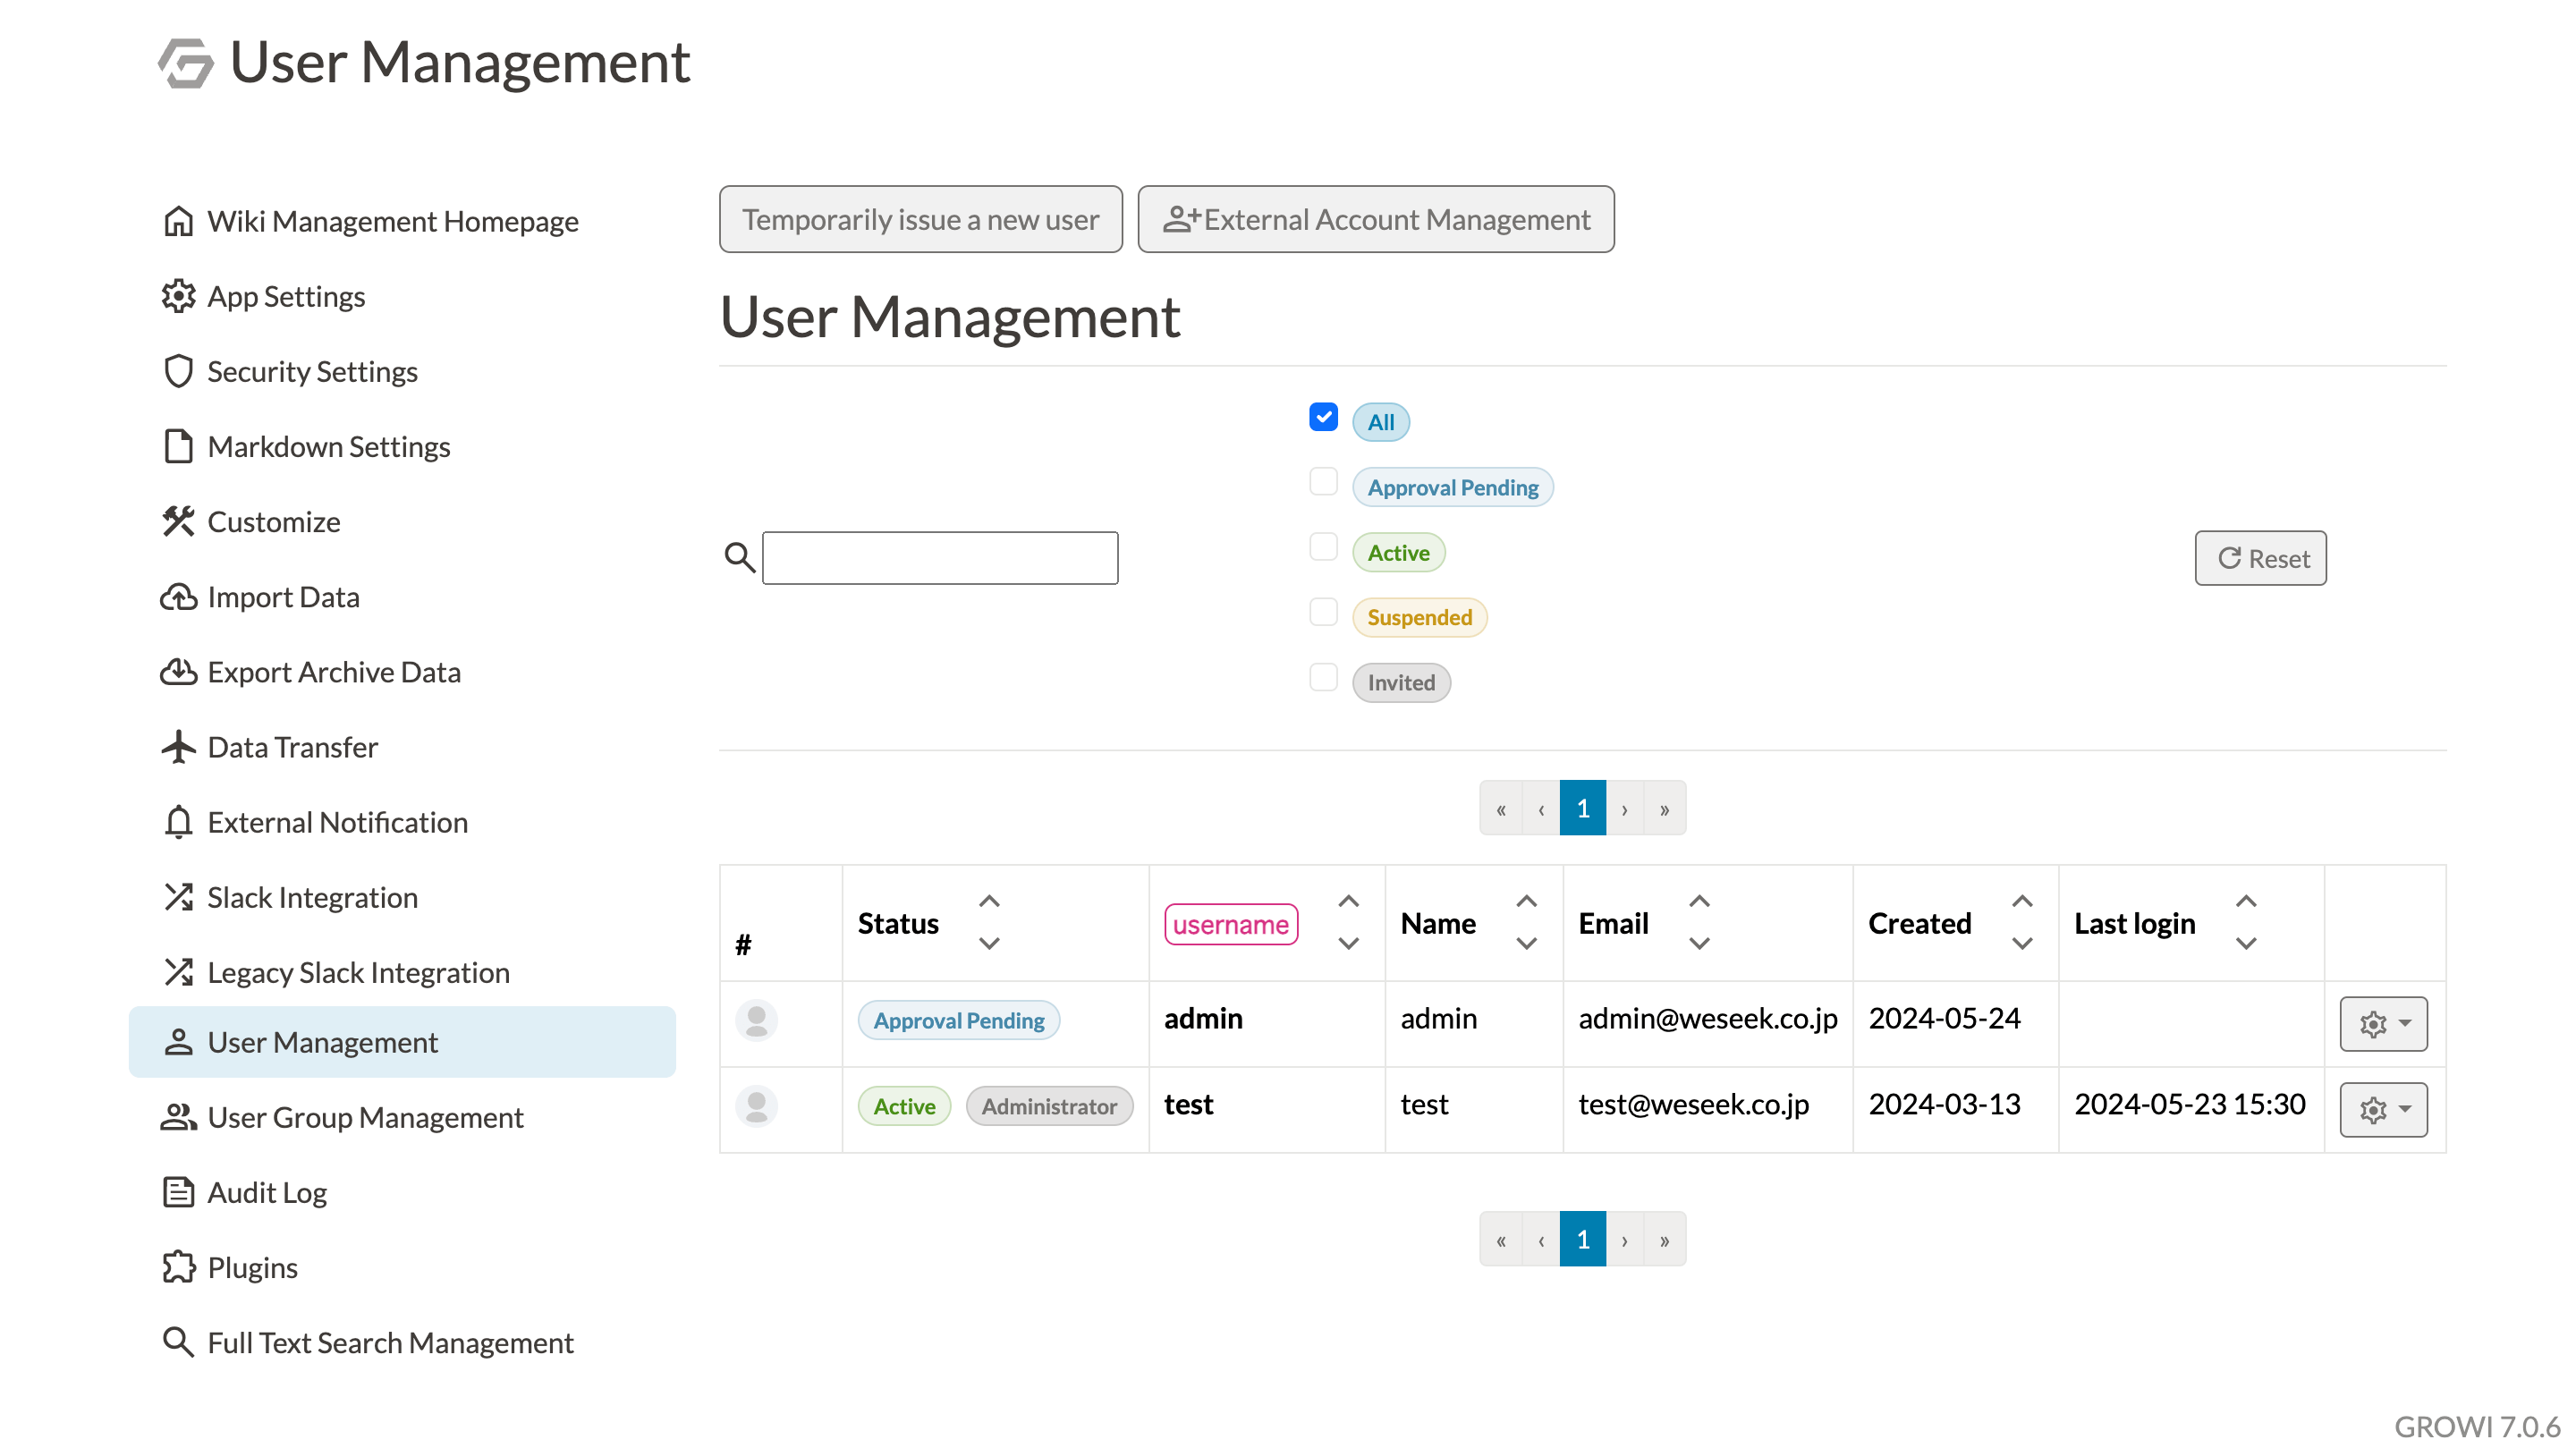 User Management
Wiki Management Homepage
App Settings
Security Settings
Markdown Settings
Customize
Import Data
Export Archive Data
Data Transfer
External Notification
Slack Integration
Legacy Slack Integration
User Management
User Group Management
Audit Log
Plugins
Full Text Search Management
Temporarily issue a new user
External Account Management
User Management
All
Approval Pending
Active
Suspended
Invited
Reset
« ‹ 1 › »
# Status username Name Email Created Last login
Approval Pending admin admin admin@weseek.co.jp 2024-05-24
Active Administrator test test test@weseek.co.jp 2024-03-13 2024-05-23 15:30
« ‹ 1 › »
GROWI 7.0.6